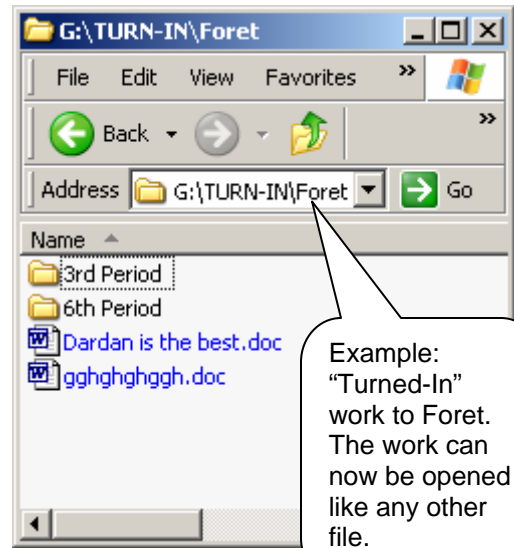 G:\TURN-IN\Foret
File Edit View Favorites »
Back »
Address G:\TURN-IN\Foret Go
Name
3rd Period
6th Period
Dardan is the best.doc
gghghghggh.doc
Example:
“Turned-In”
work to Foret.
The work can
now be opened
like any other
file.